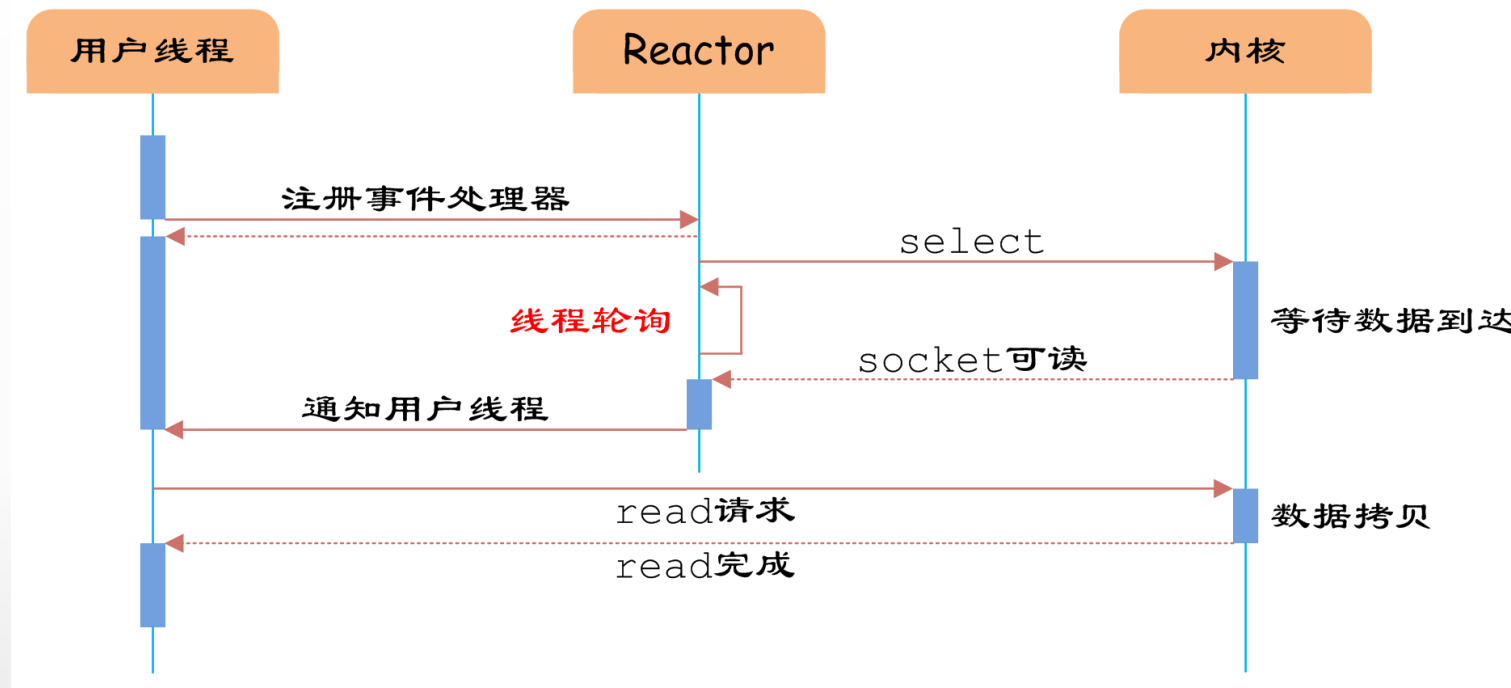 用户线程
Reactor
内核
注册事件处理器
select
线程轮询
等待数据到达
socket可读
通知用户线程
read请求
数据拷贝
read完成